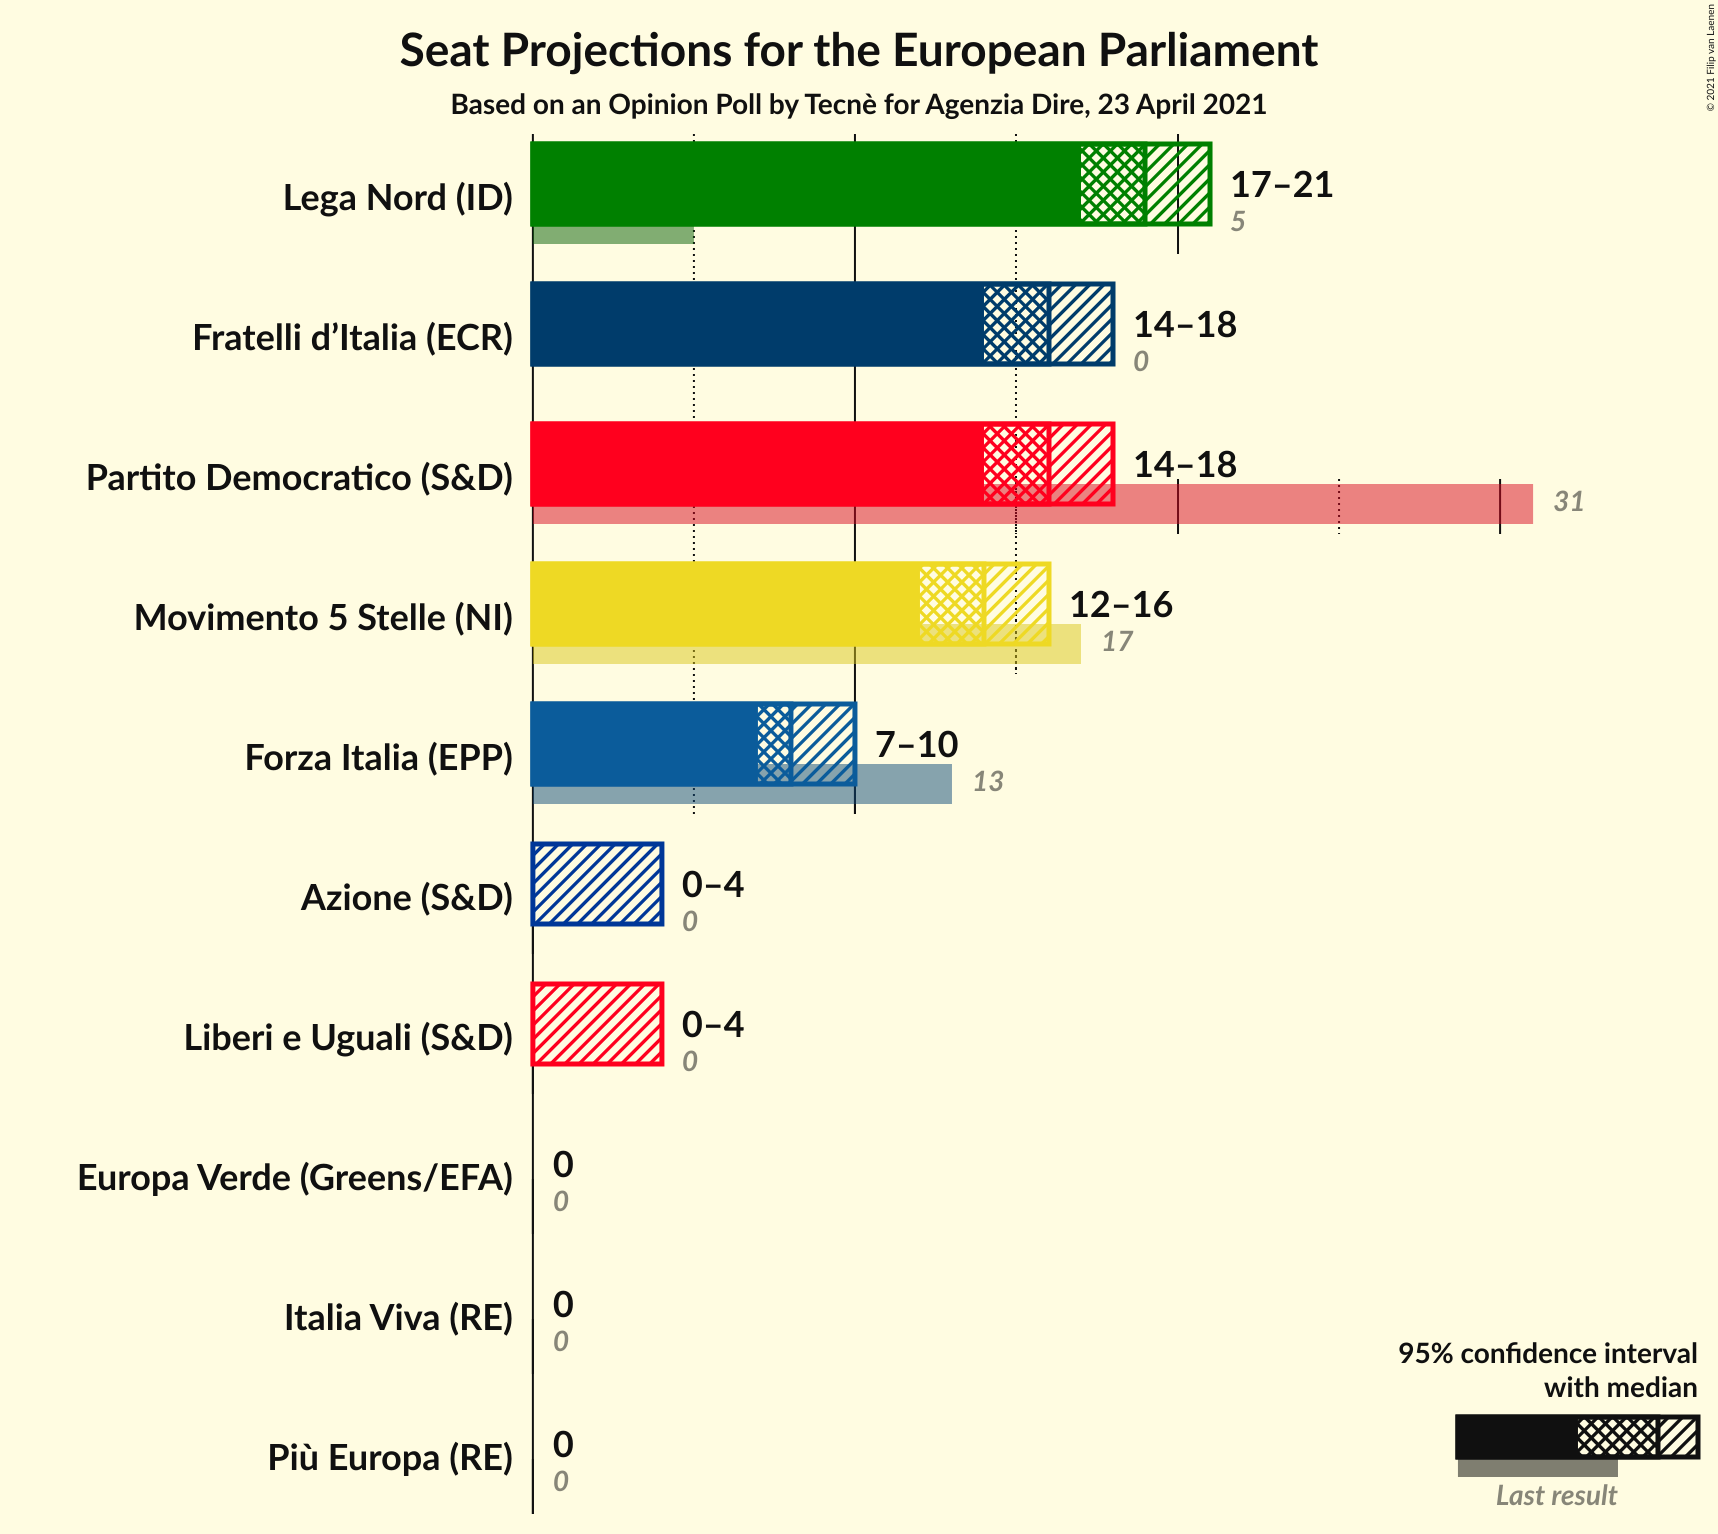 Seat Projections for the European Parliament
Based on an Opinion Poll by Tecnè for Agenzia Dire, 23 April 2021
© 2021 Filip van Laenen
Lega Nord (ID)
17–21
5
Fratelli d’Italia (ECR)
14–18
0
Partito Democratico (S&D)
14–18
31
Movimento 5 Stelle (NI)
12–16
17
Forza Italia (EPP)
7–10
13
Azione (S&D)
0–4
0
Liberi e Uguali (S&D)
0–4
0
Europa Verde (Greens/EFA)
0
0
Italia Viva (RE)
0
0
Più Europa (RE)
0
0
95% confidence interval
with median
Last result